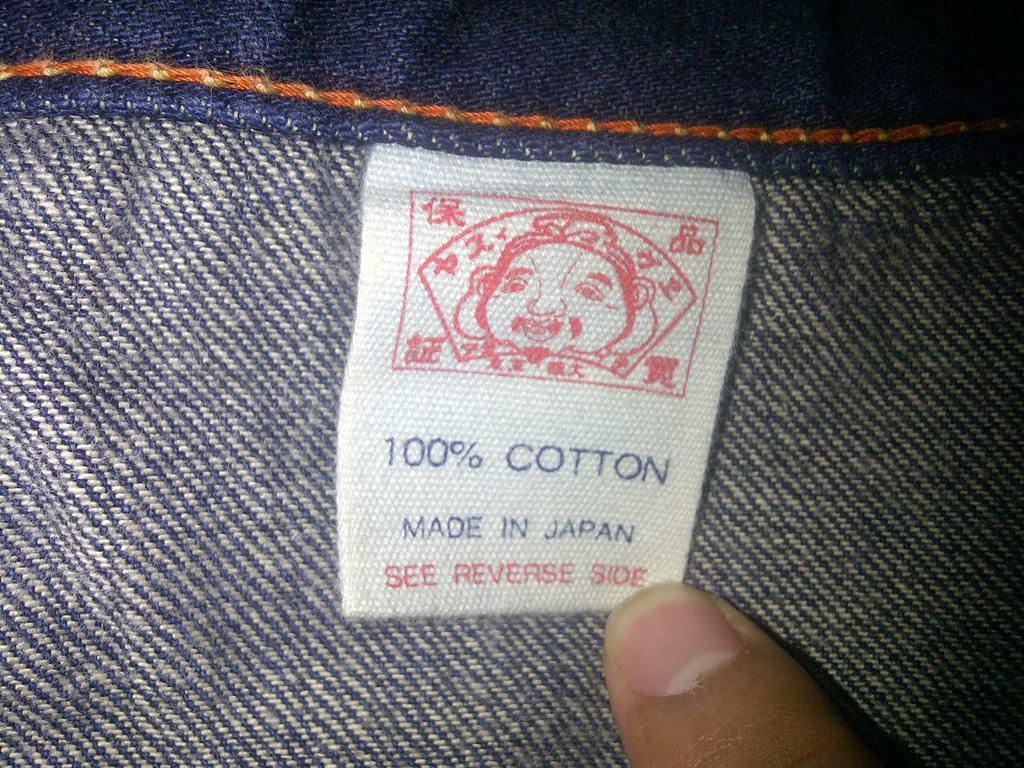 保 品
証 質
100% COTTON
MADE IN JAPAN
SEE REVERSE SIDE